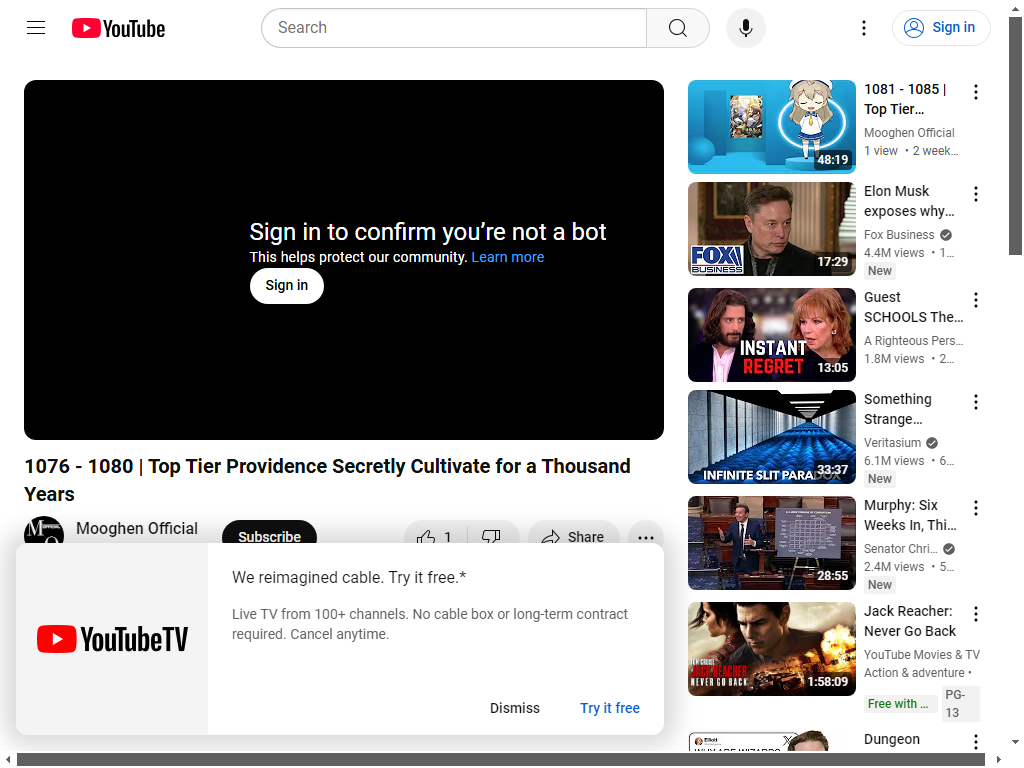 YouTube
Search
Sign in
Sign in to confirm you’re not a bot
This helps protect our community. Learn more
Sign in
1076 - 1080 | Top Tier Providence Secretly Cultivate for a Thousand
Years
Mooghen Official
Subscribe
1
Share
We reimagined cable. Try it free.*
Live TV from 100+ channels. No cable box or long-term contract
required. Cancel anytime.
YouTubeTV
Dismiss
Try it free
48:19
1081 - 1085 |
Top Tier…
Mooghen Official
1 view • 2 week…
FOX
BUSINESS
17:29
Elon Musk
exposes why…
Fox Business
4.4M views • 1…
New
INSTANT
REGRET
13:05
Guest
SCHOOLS The…
A Righteous Pers…
1.8M views • 2…
INFINITE SLIT PARADOX
33:37
Something
Strange…
Veritasium
6.1M views • 6…
New
28:55
Murphy: Six
Weeks In, Thi…
Senator Chri…
2.4M views • 5…
New
TOM CRUISE
JACK REACHER
NEVER GO BACK
1:58:09
Jack Reacher:
Never Go Back
YouTube Movies & TV
Action & adventure •
Free with …
PG-
13
Elliott
Dungeon